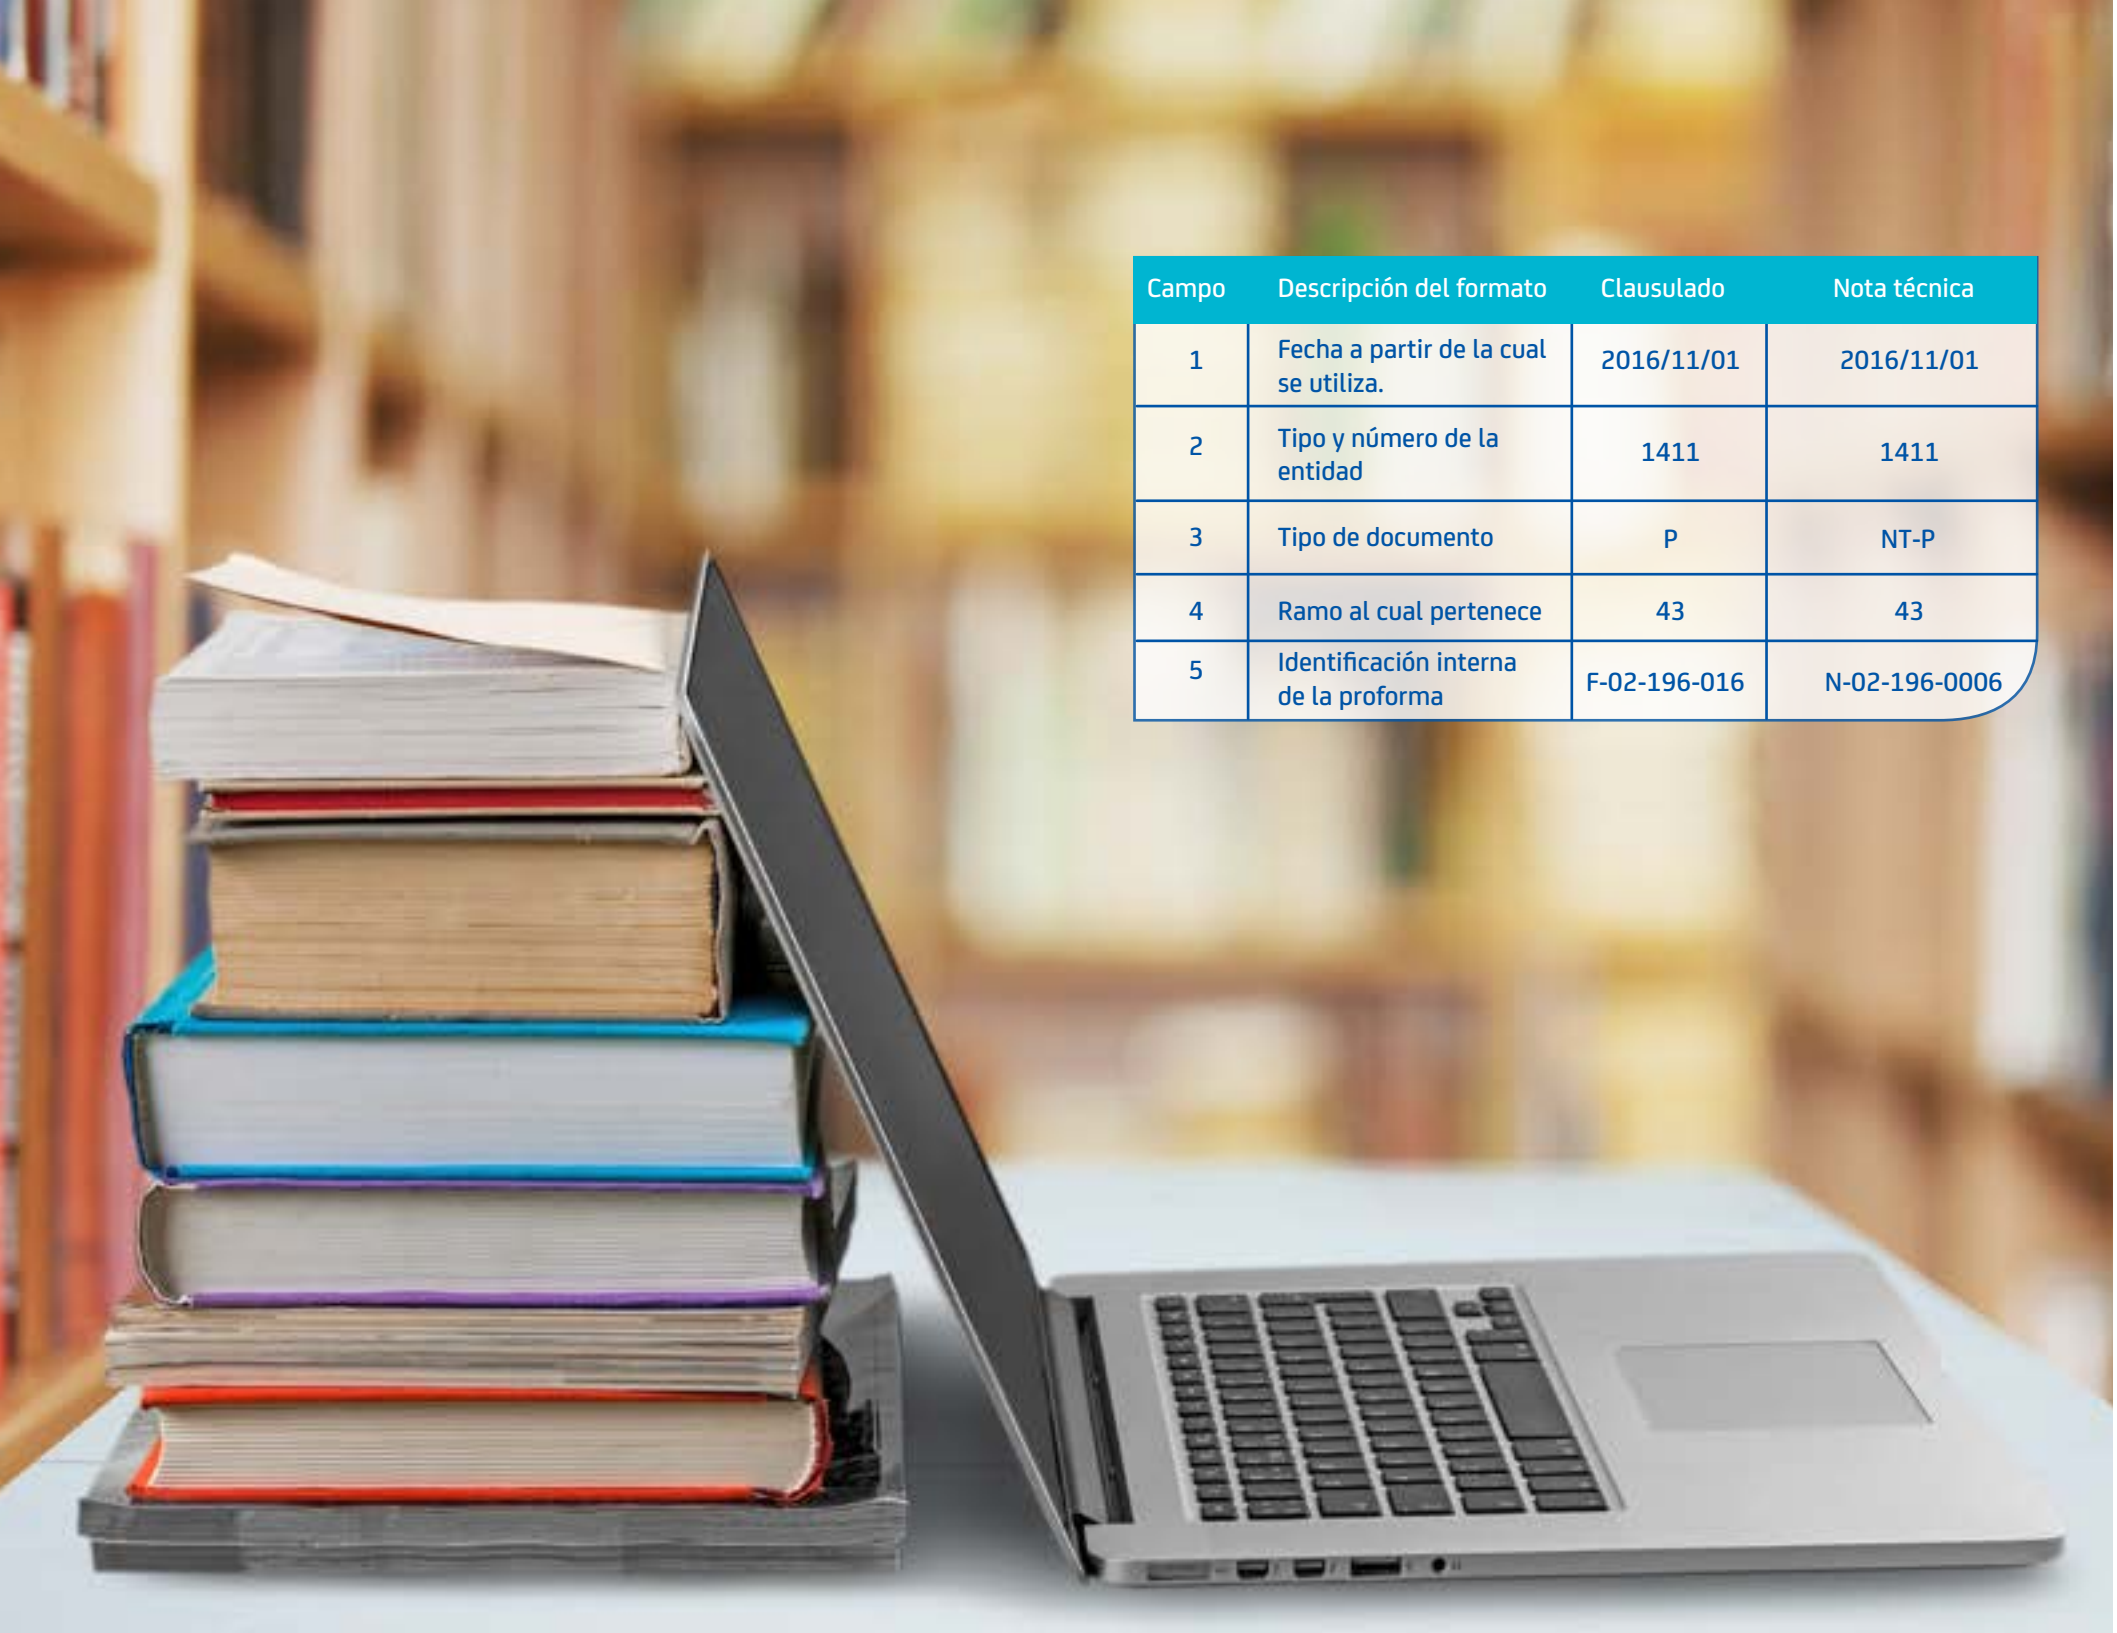 Campo Descripción del formato Clausulado Nota técnica
1 Fecha a partir de la cual se utiliza. 2016/11/01 2016/11/01
2 Tipo y número de la entidad 1411 1411
3 Tipo de documento P NT-P
4 Ramo al cual pertenece 43 43
5 Identificación interna de la proforma F-02-196-016 N-02-196-0006